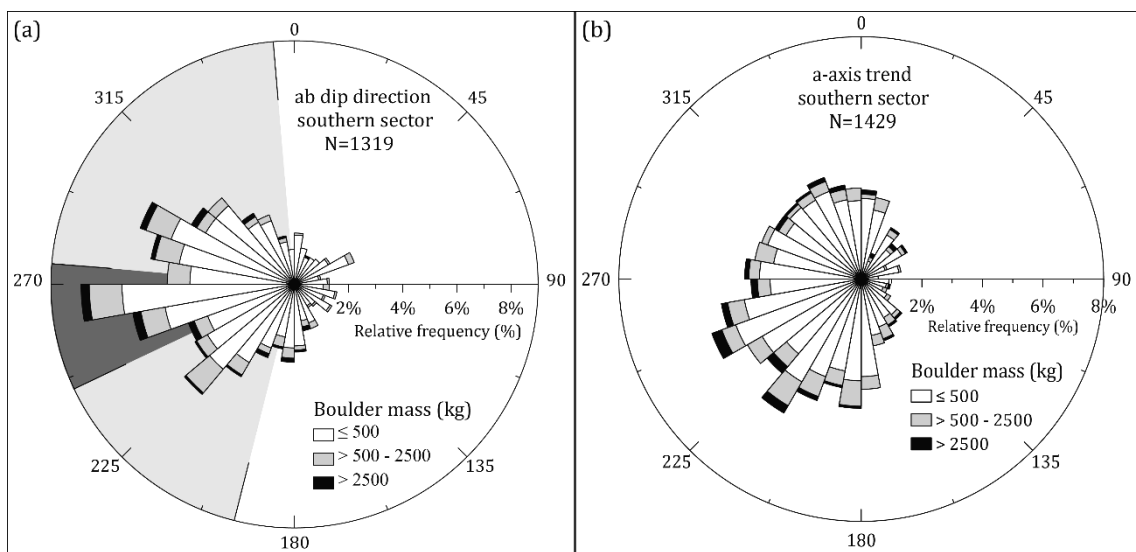 (a)
0
45
90
135
180
225
270
315
ab dip direction
southern sector
N=1319
2% 4% 6% 8%
Relative frequency (%)
Boulder mass (kg)
≤ 500
> 500 - 2500
> 2500
(b)
0
45
90
135
180
225
270
315
a-axis trend
southern sector
N=1429
2% 4% 6% 8%
Relative frequency (%)
Boulder mass (kg)
≤ 500
> 500 - 2500
> 2500